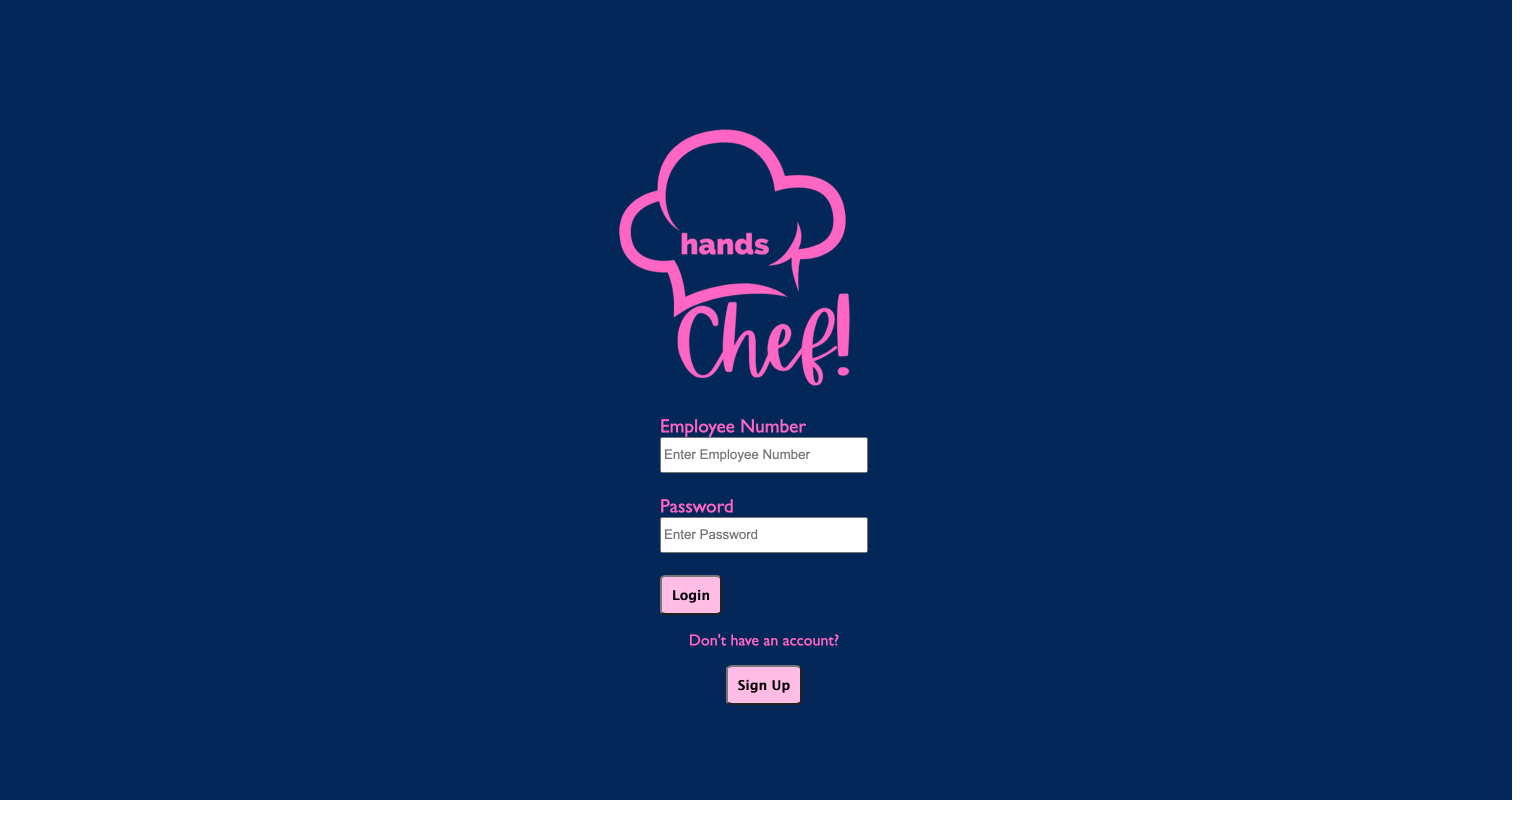 hands
Chef!
Employee Number
Enter Employee Number
Password
Enter Password
Login
Don't have an account?
Sign Up